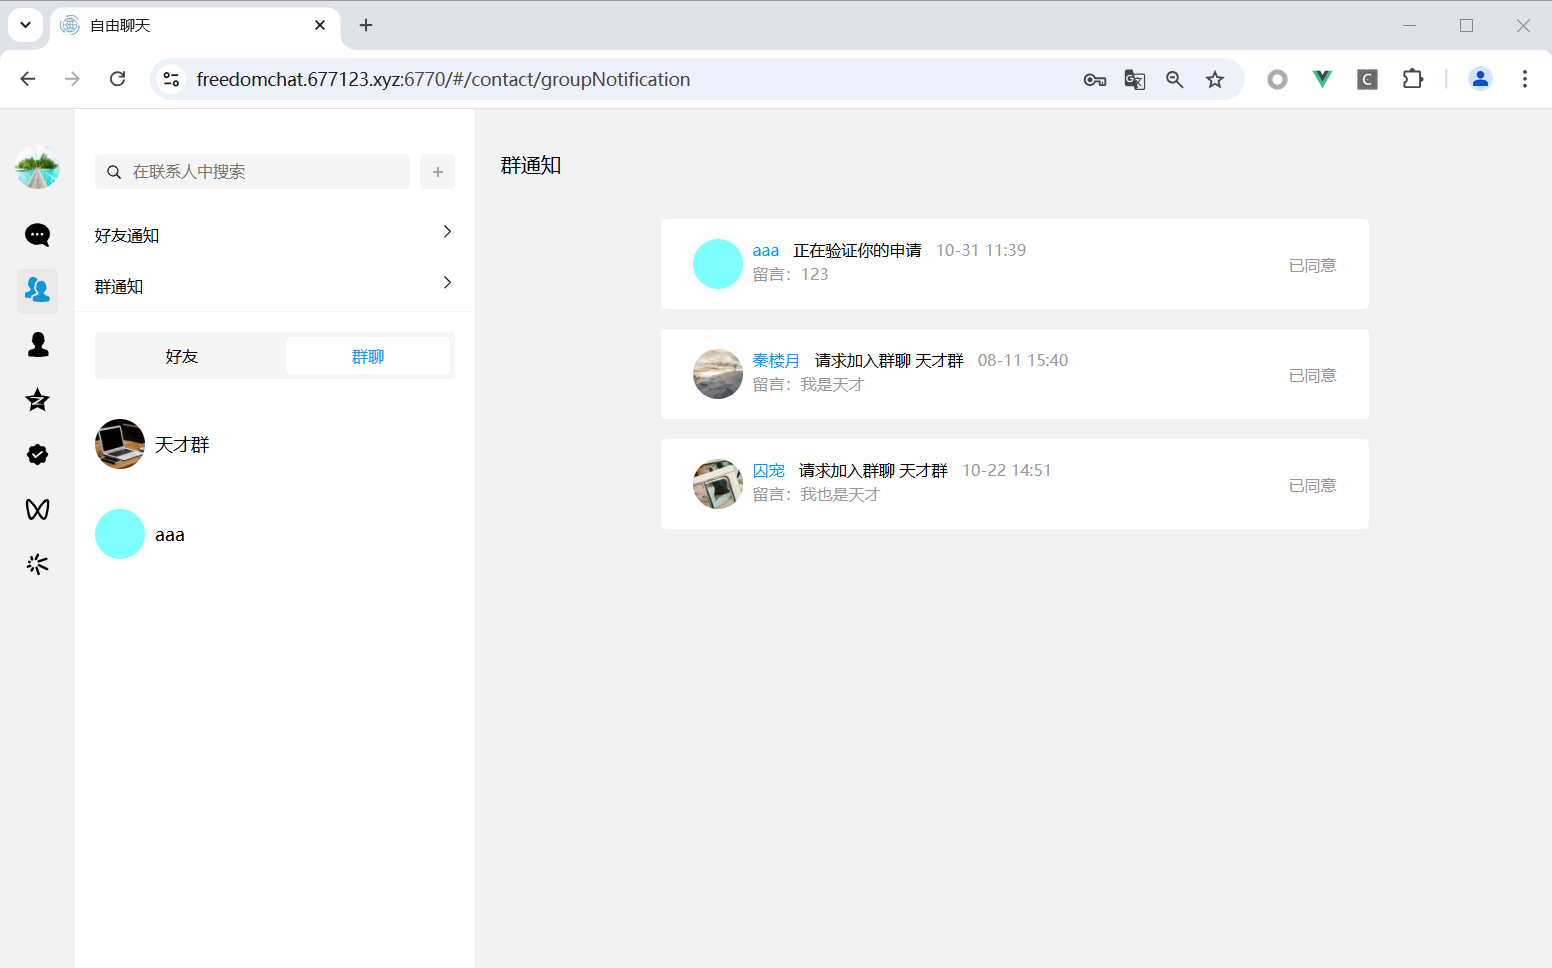 自由聊天
freedomchat.677123.xyz:6770/#/contact/groupNotification
在联系人中搜索
好友通知
群通知
好友 群聊
天才群
aaa
群通知
aaa 正在验证你的申请 10-31 11:39
留言：123
已同意
秦楼月 请求加入群聊 天才群 08-11 15:40
留言：我是天才
已同意
囚宠 请求加入群聊 天才群 10-22 14:51
留言：我也是天才
已同意